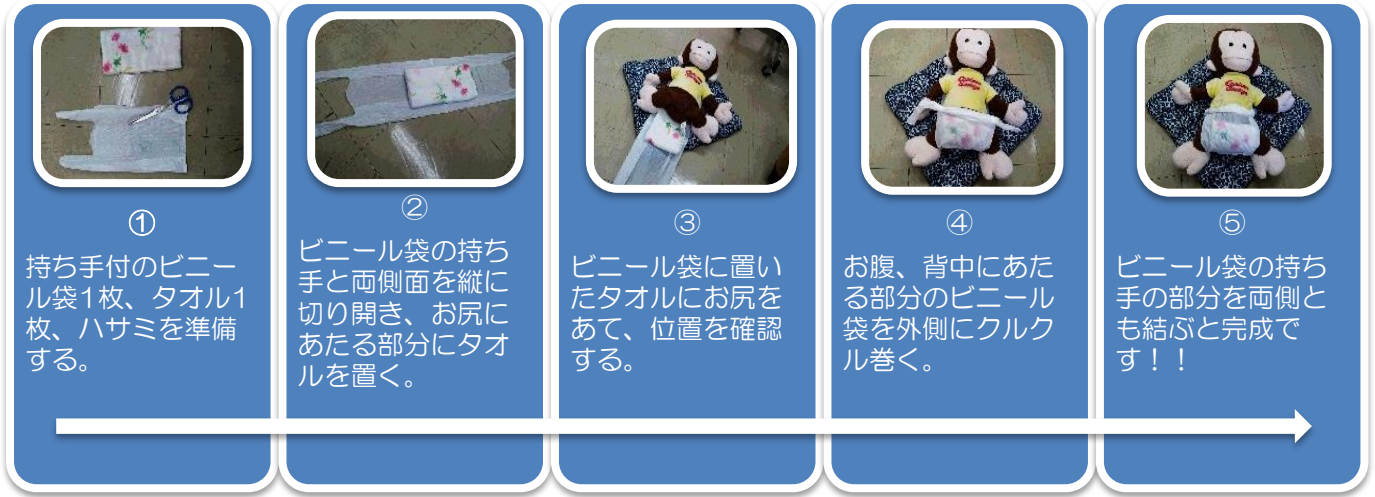 ①
持ち手付のビニー
ル袋1枚、タオル1
枚、ハサミを準備
する。
②
ビニール袋の持ち
手と両側面を縦に
切り開き、お尻に
あたる部分にタオ
ルを置く。
③
ビニール袋に置い
たタオルにお尻を
あて、位置を確認
する。
④
お腹、背中にあた
る部分のビニール
袋を外側にクルク
ル巻く。
⑤
ビニール袋の持ち
手の部分を両側と
も結ぶと完成で
す！！